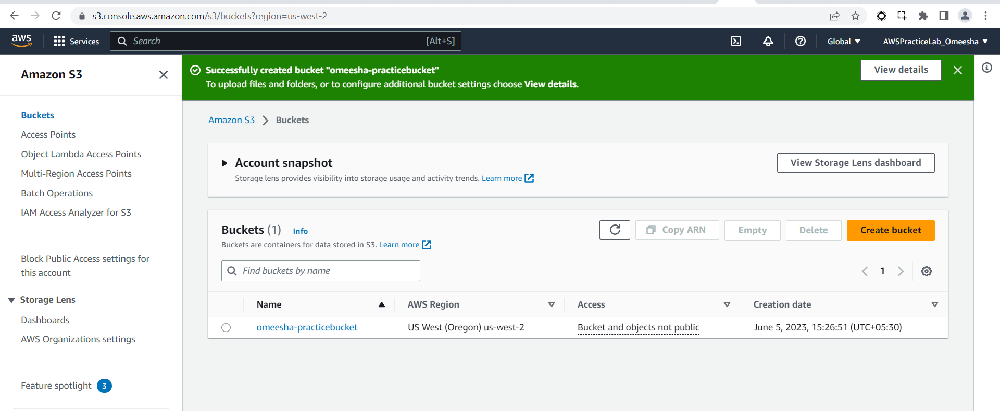 s3.console.aws.amazon.com/s3/buckets?region=us-west-2
aws
Services
Search
[Alt+S]
Global
AWSPracticeLab_Omeesha
Amazon S3
Buckets
Access Points
Object Lambda Access Points
Multi-Region Access Points
Batch Operations
IAM Access Analyzer for S3
Block Public Access settings for
this account
Storage Lens
Dashboards
AWS Organizations settings
Feature spotlight 3
Successfully created bucket "omeesha-practicebucket"
To upload files and folders, or to configure additional bucket settings choose View details.
View details
Amazon S3 Buckets
Account snapshot
Storage lens provides visibility into storage usage and activity trends. Learn more
View Storage Lens dashboard
Buckets (1) Info
Buckets are containers for data stored in S3. Learn more
Copy ARN
Empty
Delete
Create bucket
Find buckets by name
1
Name AWS Region Access Creation date
omeesha-practicebucket US West (Oregon) us-west-2 Bucket and objects not public June 5, 2023, 15:26:51 (UTC+05:30)